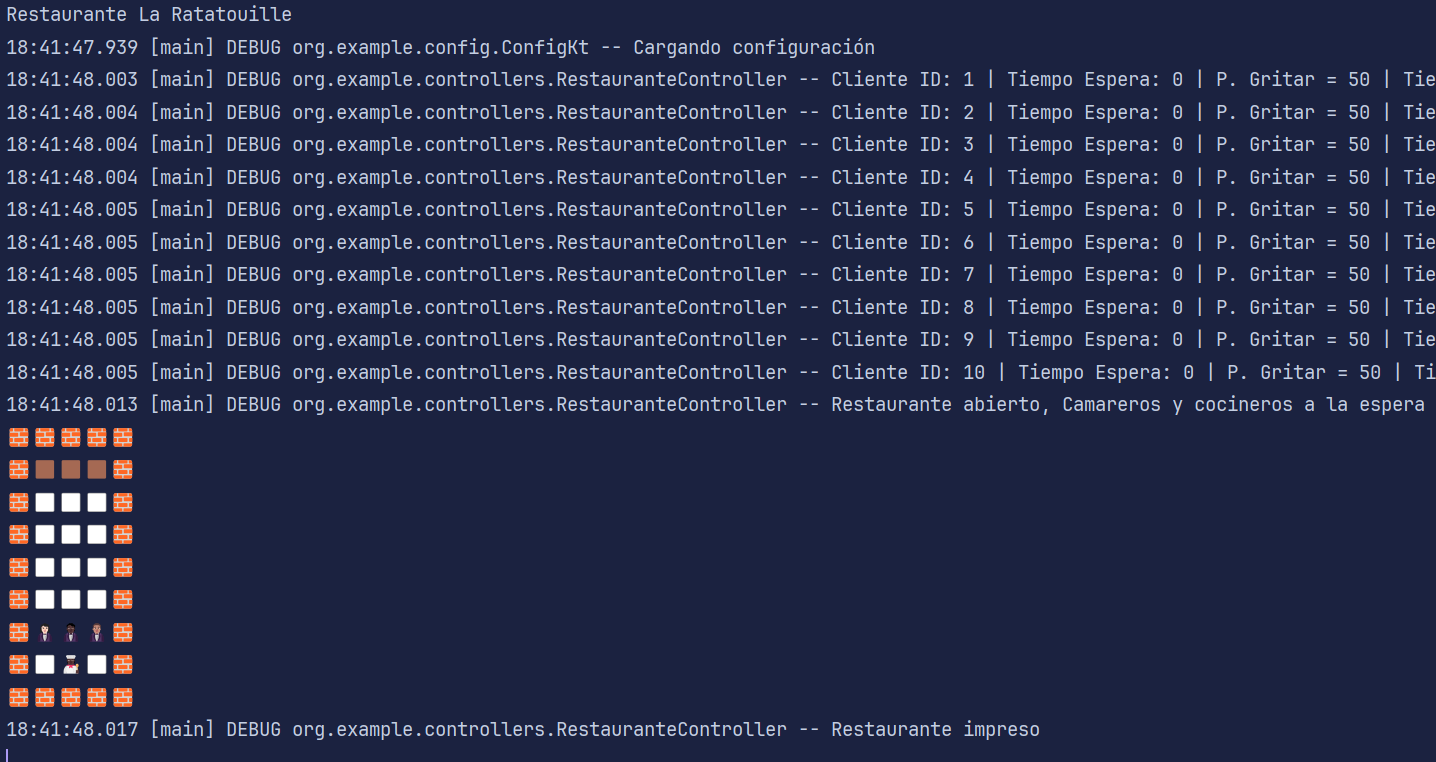 Restaurante La Ratatouille
18:41:47.939 [main] DEBUG org.example.config.ConfigKt -- Cargando configuración
18:41:48.003 [main] DEBUG org.example.controllers.RestauranteController -- Cliente ID: 1 | Tiempo Espera: 0 | P. Gritar = 50 | Tie
18:41:48.004 [main] DEBUG org.example.controllers.RestauranteController -- Cliente ID: 2 | Tiempo Espera: 0 | P. Gritar = 50 | Tie
18:41:48.004 [main] DEBUG org.example.controllers.RestauranteController -- Cliente ID: 3 | Tiempo Espera: 0 | P. Gritar = 50 | Tie
18:41:48.004 [main] DEBUG org.example.controllers.RestauranteController -- Cliente ID: 4 | Tiempo Espera: 0 | P. Gritar = 50 | Tie
18:41:48.005 [main] DEBUG org.example.controllers.RestauranteController -- Cliente ID: 5 | Tiempo Espera: 0 | P. Gritar = 50 | Tie
18:41:48.005 [main] DEBUG org.example.controllers.RestauranteController -- Cliente ID: 6 | Tiempo Espera: 0 | P. Gritar = 50 | Tie
18:41:48.005 [main] DEBUG org.example.controllers.RestauranteController -- Cliente ID: 7 | Tiempo Espera: 0 | P. Gritar = 50 | Tie
18:41:48.005 [main] DEBUG org.example.controllers.RestauranteController -- Cliente ID: 8 | Tiempo Espera: 0 | P. Gritar = 50 | Tie
18:41:48.005 [main] DEBUG org.example.controllers.RestauranteController -- Cliente ID: 9 | Tiempo Espera: 0 | P. Gritar = 50 | Tie
18:41:48.005 [main] DEBUG org.example.controllers.RestauranteController -- Cliente ID: 10 | Tiempo Espera: 0 | P. Gritar = 50 | Ti
18:41:48.013 [main] DEBUG org.example.controllers.RestauranteController -- Restaurante abierto, Camareros y cocineros a la espera
18:41:48.017 [main] DEBUG org.example.controllers.RestauranteController -- Restaurante impreso